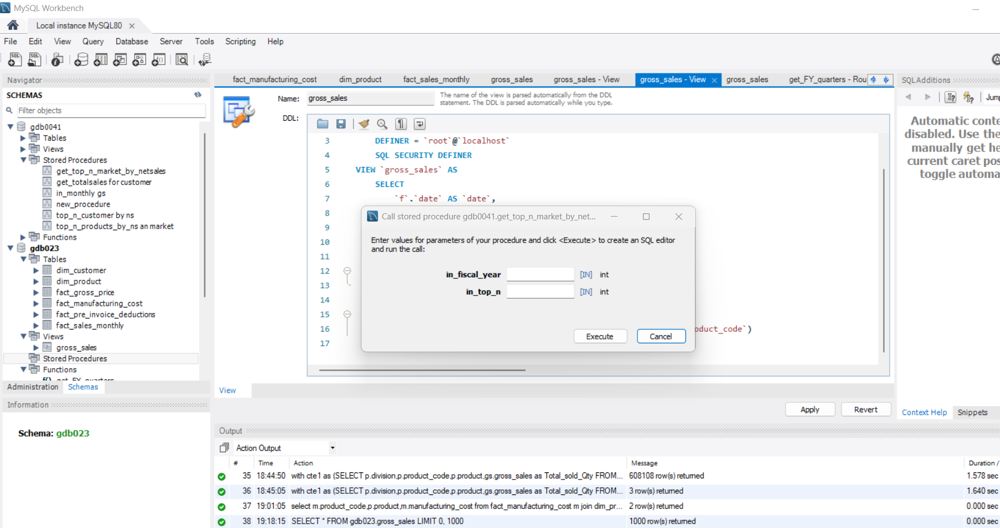 MySQL Workbench
Local instance MySQL80
File Edit View Query Database Server Tools Scripting Help
Navigator
SCHEMAS
Filter objects
gdb0041
Tables
Views
Stored Procedures
get_top_n_market_by_netsales
get_totalsales for customer
in_monthly gs
new_procedure
top_n_customer by ns
top_n_products_by_ns an market
Functions
gdb023
Tables
dim_customer
dim_product
fact_gross_price
fact_manufacturing_cost
fact_pre_invoice_deductions
fact_sales_monthly
Views
gross_sales
Stored Procedures
Functions
get_FY_quarters
Administration Schemas
Information
Schema: gdb023
fact_manufacturing_cost dim_product fact_sales_monthly gross_sales gross_sales - View gross_sales - View gross_sales get_FY_quarters - Rou
Name: gross_sales
The name of the view is parsed automatically from the DDL
statement. The DDL is parsed automatically while you type.
DDL:
3 DEFINER = `root`@`localhost`
4 SQL SECURITY DEFINER
5 VIEW `gross_sales` AS
6 SELECT
7 `f`.`date` AS `date`,
8
9
10
11
12
13
14
15
16 oduct_code`)
17
Call stored procedure gdb0041.get_top_n_market_by_net...
Enter values for parameters of your procedure and click <Execute> to create an SQL editor
and run the call:
in_fiscal_year [IN] int
in_top_n [IN] int
Execute Cancel
View
Apply Revert
SQLAdditions
Jump
Automatic conte
disabled. Use the
manually get he
current caret pos
toggle automa
Context Help Snippets
Output
Action Output
# Time Action Message Duration /
35 18:44:50 with cte1 as (SELECT p.division,p.product_code,p.product,gs.gross_sales as Total_sold_Qty FROM... 608108 row(s) returned 1.578 sec
36 18:45:05 with cte1 as (SELECT p.division,p.product_code,p.product,gs.gross_sales as Total_sold_Qty FROM... 3 row(s) returned 1.640 sec
37 19:01:05 select m.product_code,p.product,m.manufacturing_cost from fact_manufacturing_cost m join dim_pr... 2 row(s) returned 0.000 sec
38 19:18:15 SELECT * FROM gdb023.gross_sales LIMIT 0, 1000 1000 row(s) returned 0.000 sec